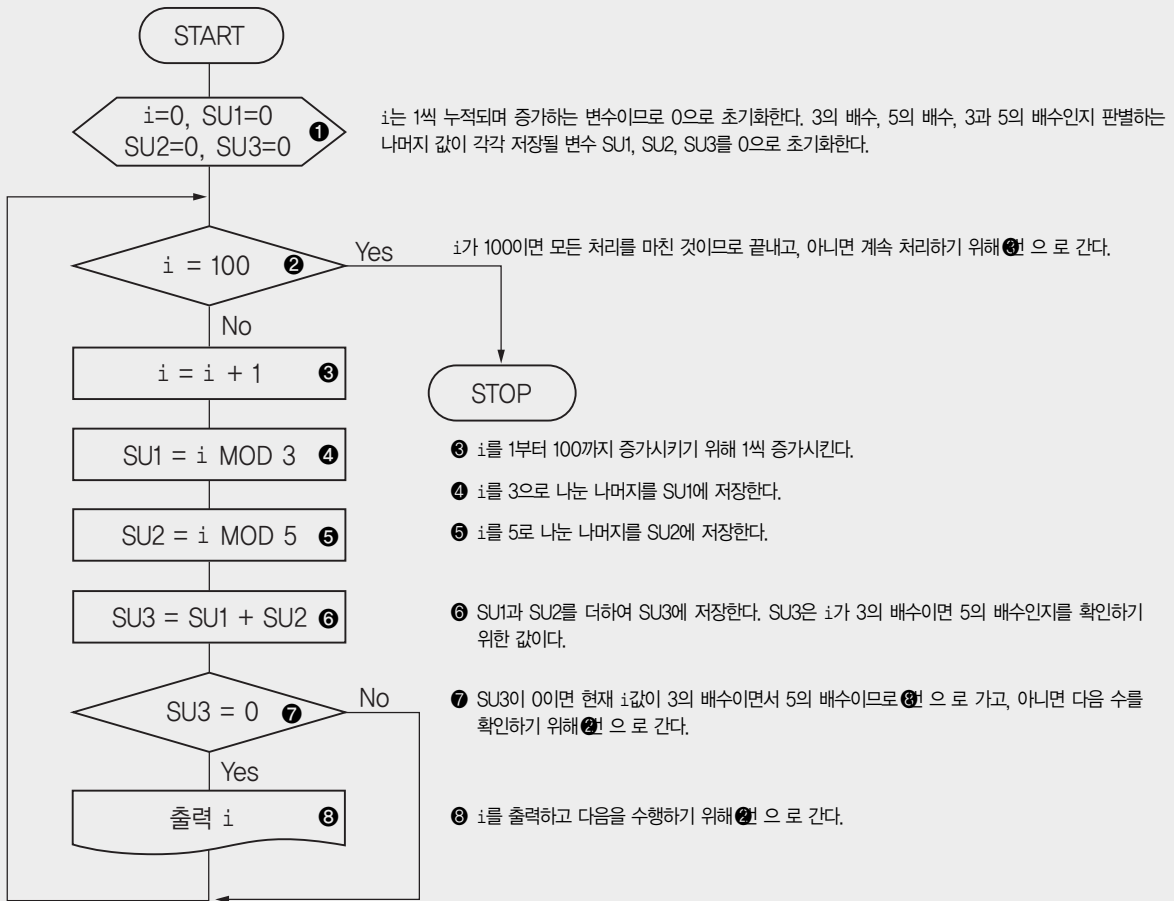 START
i=0, SU1=0
SU2=0, SU3=0 ❶
i는 1씩 누적되며 증가하는 변수이므로 0으로 초기화한다. 3의 배수, 5의 배수, 3과 5의 배수인지 판별하는
나머지 값이 각각 저장될 변수 SU1, SU2, SU3를 0으로 초기화한다.
i = 100 ❷
Yes
i가 100이면 모든 처리를 마친 것이므로 끝내고, 아니면 계속 처리하기 위해 ❸ 으 로 간다.
No
i = i + 1 ❸
STOP
SU1 = i MOD 3 ❹
❸ i를 1부터 100까지 증가시키기 위해 1씩 증가시킨다.
❹ i를 3으로 나눈 나머지를 SU1에 저장한다.
SU2 = i MOD 5 ❺
❺ i를 5로 나눈 나머지를 SU2에 저장한다.
SU3 = SU1 + SU2 ❻
❻ SU1과 SU2를 더하여 SU3에 저장한다. SU3은 i가 3의 배수이면 5의 배수인지를 확인하기
위한 값이다.
SU3 = 0 ❼
No
❼ SU3이 0이면 현재 i값이 3의 배수이면서 5의 배수이므로 ❽ 으 로 가고, 아니면 다음 수를
확인하기 위해 ❷ 으 로 간다.
Yes
출력 i ❽
❽ i를 출력하고 다음을 수행하기 위해 ❷ 으 로 간다.